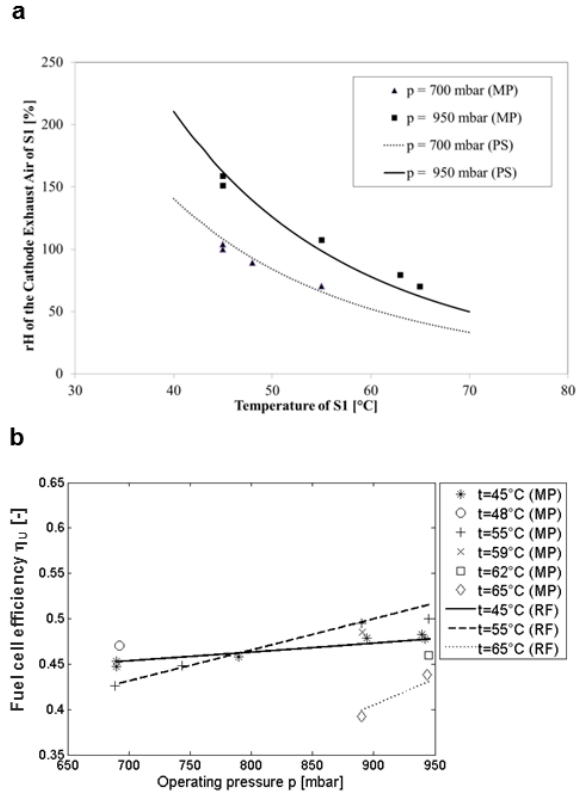 a
250
200
150
100
50
0
30
40
50
60
70
80
rH of the Cathode Exhaust Air of S1 [%]
Temperature of S1 [°C]
p = 700 mbar (MP)
p = 950 mbar (MP)
p = 700 mbar (PS)
p = 950 mbar (PS)
b
0.65
0.6
0.55
0.5
0.45
0.4
0.35
650
700
750
800
850
900
950
Fuel cell efficiency ηU [-]
Operating pressure p [mbar]
t=45°C (MP)
t=48°C (MP)
t=55°C (MP)
t=59°C (MP)
t=62°C (MP)
t=65°C (MP)
t=45°C (RF)
t=55°C (RF)
t=65°C (RF)